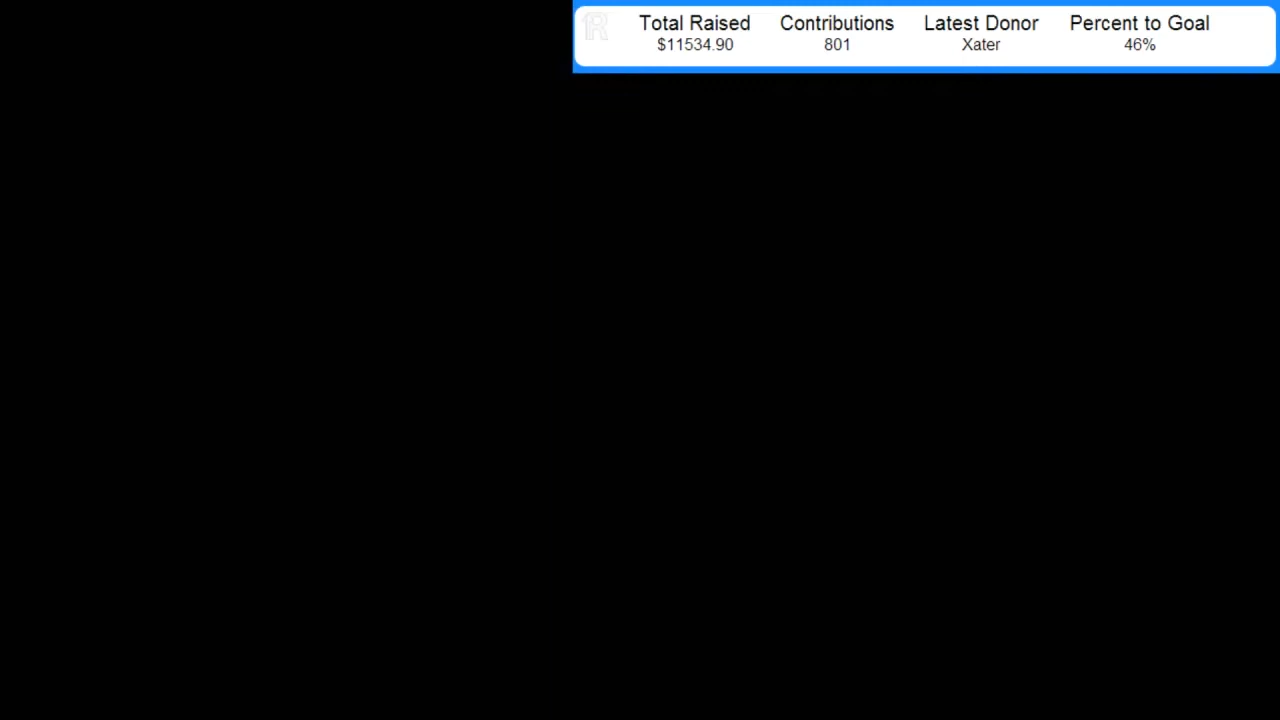 Total Raised Contributions Latest Donor Percent to Goal
$11534.90 801 Xater 46%